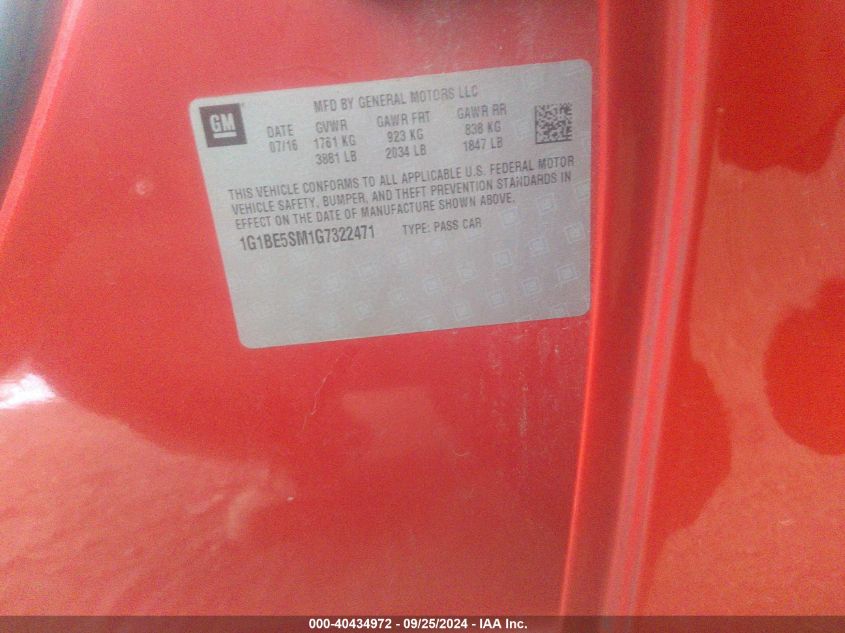 GM
MFD BY GENERAL MOTORS LLC
DATE GVWR GAWR FRT GAWR RR
07/16 1761 KG 923 KG 838 KG
3881 LB 2034 LB 1847 LB
THIS VEHICLE CONFORMS TO ALL APPLICABLE U.S. FEDERAL MOTOR
VEHICLE SAFETY, BUMPER, AND THEFT PREVENTION STANDARDS IN
EFFECT ON THE DATE OF MANUFACTURE SHOWN ABOVE.
1G1BE5SM1G7322471 TYPE: PASS CAR
000-40434972 - 09/25/2024 - IAA Inc.